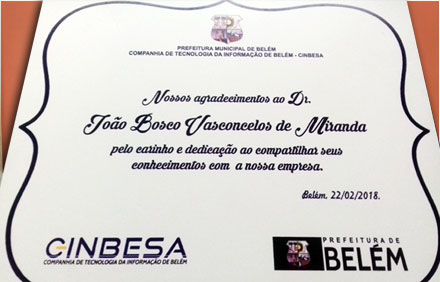 PREFEITURA MUNICIPAL DE BELÉM
COMPANHIA DE TECNOLOGIA DA INFORMAÇÃO DE BELÉM - CINBESA
Nossos agradecimentos ao Dr.
João Bosco Vasconcelos de Miranda
pelo carinho e dedicação ao compartilhar seus
conhecimentos com a nossa empresa.
Belém, 22/02/2018.
CINBESA
COMPANHIA DE TECNOLOGIA DA INFORMAÇÃO DE BELÉM
PREFEITURA DE
BELÉM